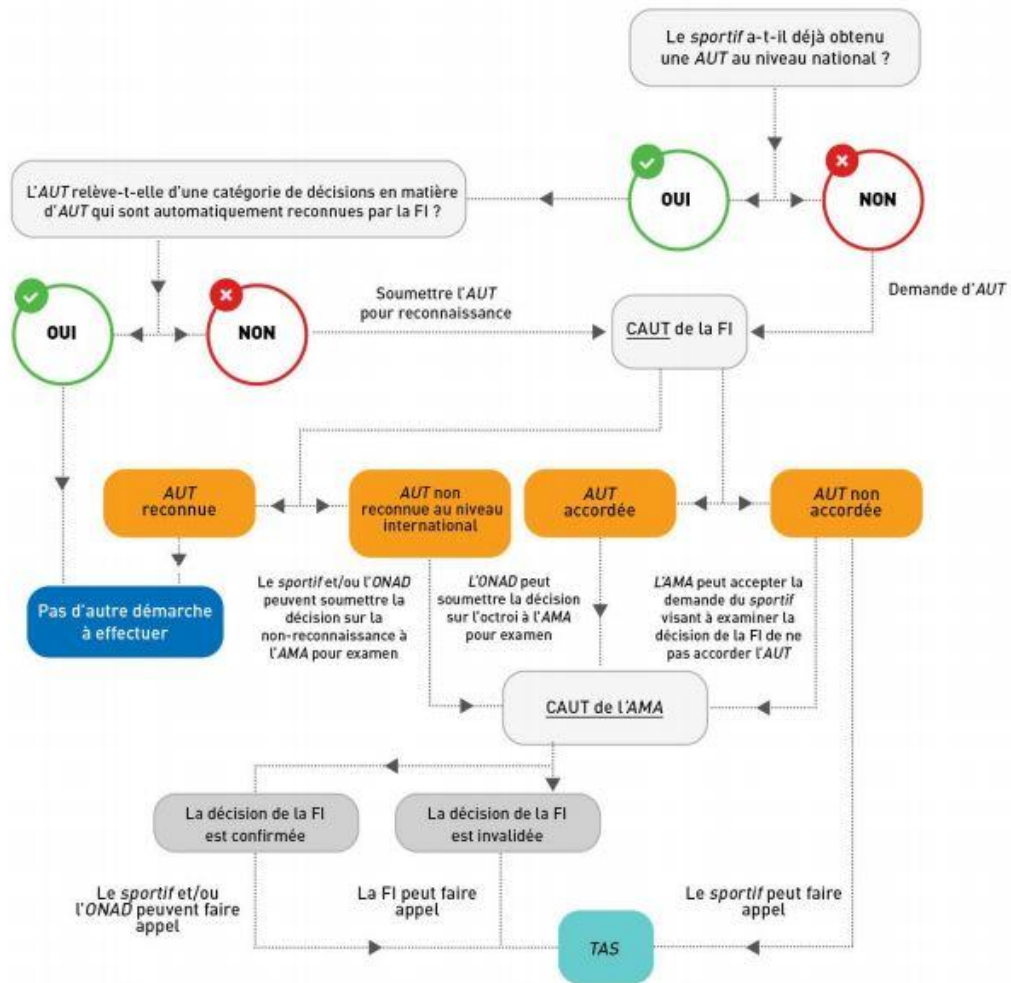 Le sportif a-t-il déjà obtenu
une AUT au niveau national ?
OUI
NON
L'AUT relève-t-elle d'une catégorie de décisions en matière
d'AUT qui sont automatiquement reconnues par la FI ?
OUI
NON
Soumettre l'AUT
pour reconnaissance
Demande d'AUT
CAUT de la FI
AUT
reconnue
AUT non
reconnue au niveau
international
AUT
accordée
AUT non
accordée
Pas d'autre démarche
à effectuer
Le sportif et/ou l'ONAD
peuvent soumettre la
décision sur la
non-reconnaissance à
l'AMA pour examen
L'ONAD peut
soumettre la décision
sur l'octroi à l'AMA
pour examen
L'AMA peut accepter la
demande du sportif
visant à examiner la
décision de la FI de ne
pas accorder l'AUT
CAUT de l'AMA
La décision de la FI
est confirmée
La décision de la FI
est invalidée
Le sportif et/ou
l'ONAD peuvent faire
appel
La FI peut faire
appel
Le sportif peut faire
appel
TAS